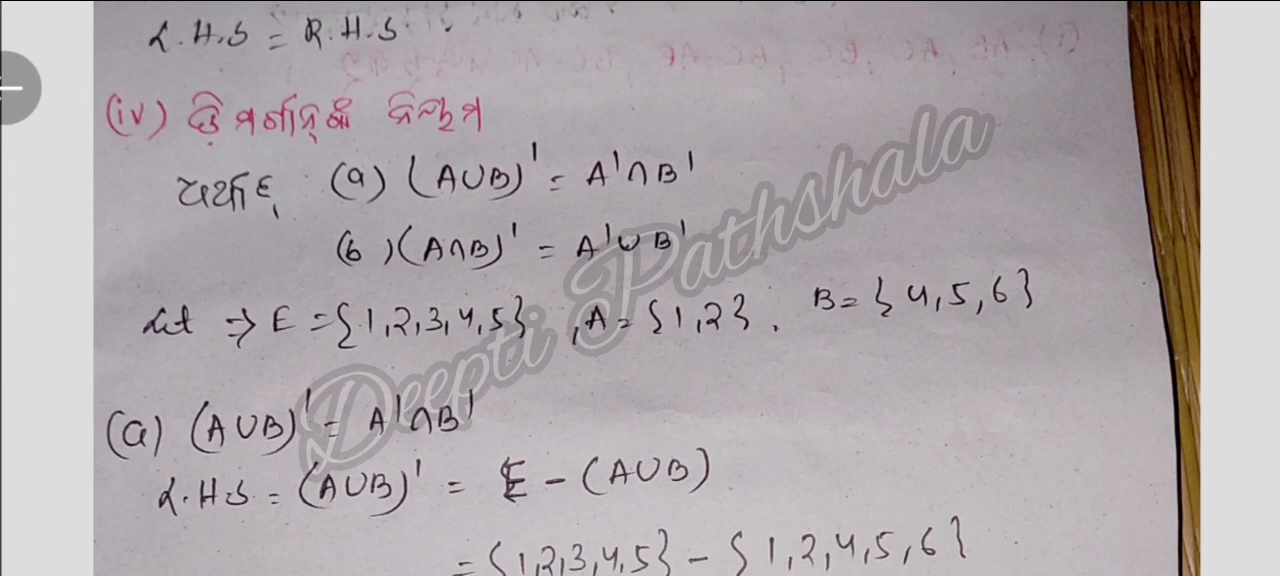 L.H.S = R.H.S
(iv) ଡି ମର୍ଗାନ୍‌ଙ୍କ ନିୟମ
ଅର୍ଥାତ୍ (a) (A∪B)' = A'∩B'
(b) (A∩B)' = A'∪B'
Let ⇒ E = {1,2,3,4,5}, A = {1,2}, B = {4,5,6}
(a) (A∪B)' = A'∩B'
L.H.S = (A∪B)' = E - (A∪B)
= {1,2,3,4,5} - {1,2,4,5,6}
Deepti Pathshala